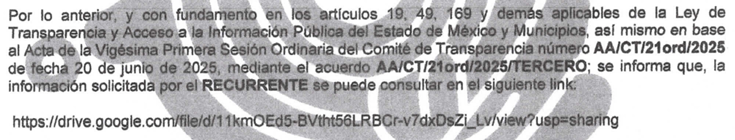 Por lo anterior, y con fundamento en los artículos 19, 49, 169 y demás aplicables de la Ley de
Transparencia y Acceso a la Información Pública del Estado de México y Municipios, así mismo en base
al Acta de la Vigésima Primera Sesión Ordinaria del Comité de Transparencia número AA/CT/21ord/2025
de fecha 20 de junio de 2025, mediante el acuerdo AA/CT/21ord/2025/TERCERO; se informa que, la
información solicitada por el RECURRENTE se puede consultar en el siguiente link:
https://drive.google.com/file/d/11kmOEd5-BVtht56LRBCr-v7dxDsZi_Lv/view?usp=sharing